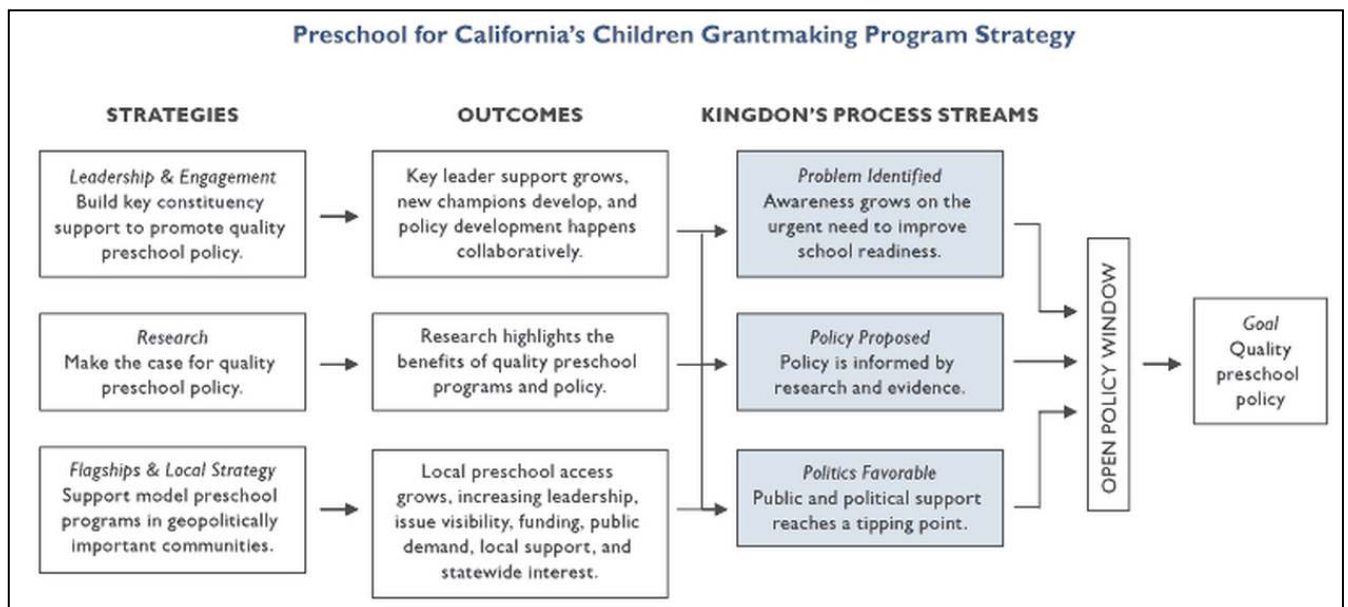 Preschool for California's Children Grantmaking Program Strategy
STRATEGIES
OUTCOMES
KINGDON'S PROCESS STREAMS
Leadership & Engagement
Build key constituency
support to promote quality
preschool policy.
Key leader support grows,
new champions develop, and
policy development happens
collaboratively.
Problem Identified
Awareness grows on the
urgent need to improve
school readiness.
Research
Make the case for quality
preschool policy.
Research highlights the
benefits of quality preschool
programs and policy.
Policy Proposed
Policy is informed by
research and evidence.
Flagships & Local Strategy
Support model preschool
programs in geopolitically
important communities.
Local preschool access
grows, increasing leadership,
issue visibility, funding, public
demand, local support, and
statewide interest.
Politics Favorable
Public and political support
reaches a tipping point.
OPEN POLICY WINDOW
Goal
Quality
preschool
policy